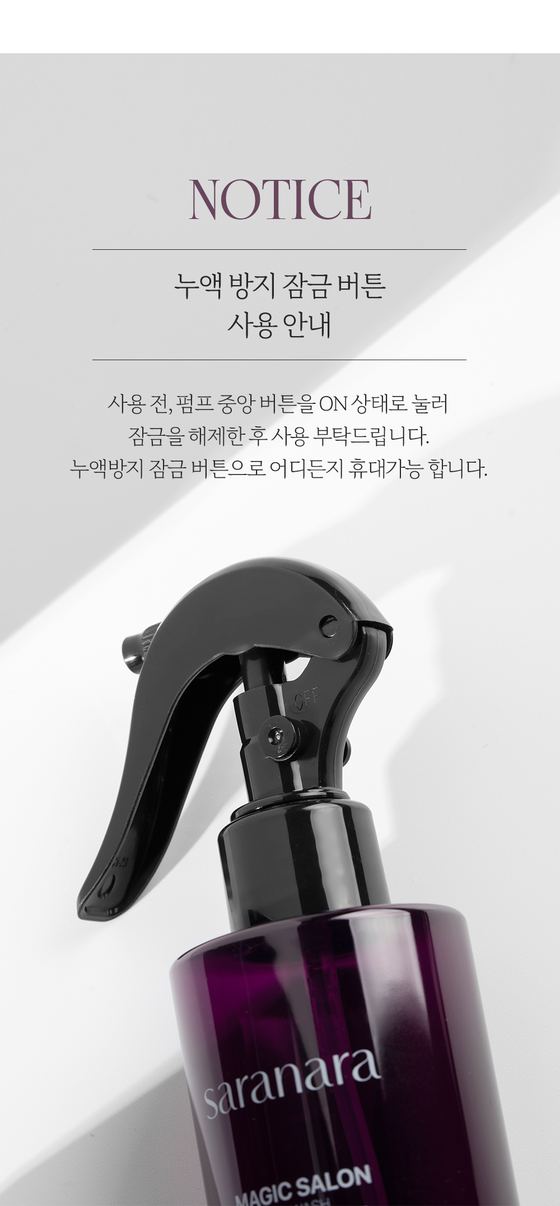 NOTICE
누액 방지 잠금 버튼
사용 안내
사용 전, 펌프 중앙 버튼을 ON 상태로 눌러
잠금을 해제한 후 사용 부탁드립니다.
누액방지 잠금 버튼으로 어디든지 휴대가능 합니다.
OFF
saranara
MAGIC SALON